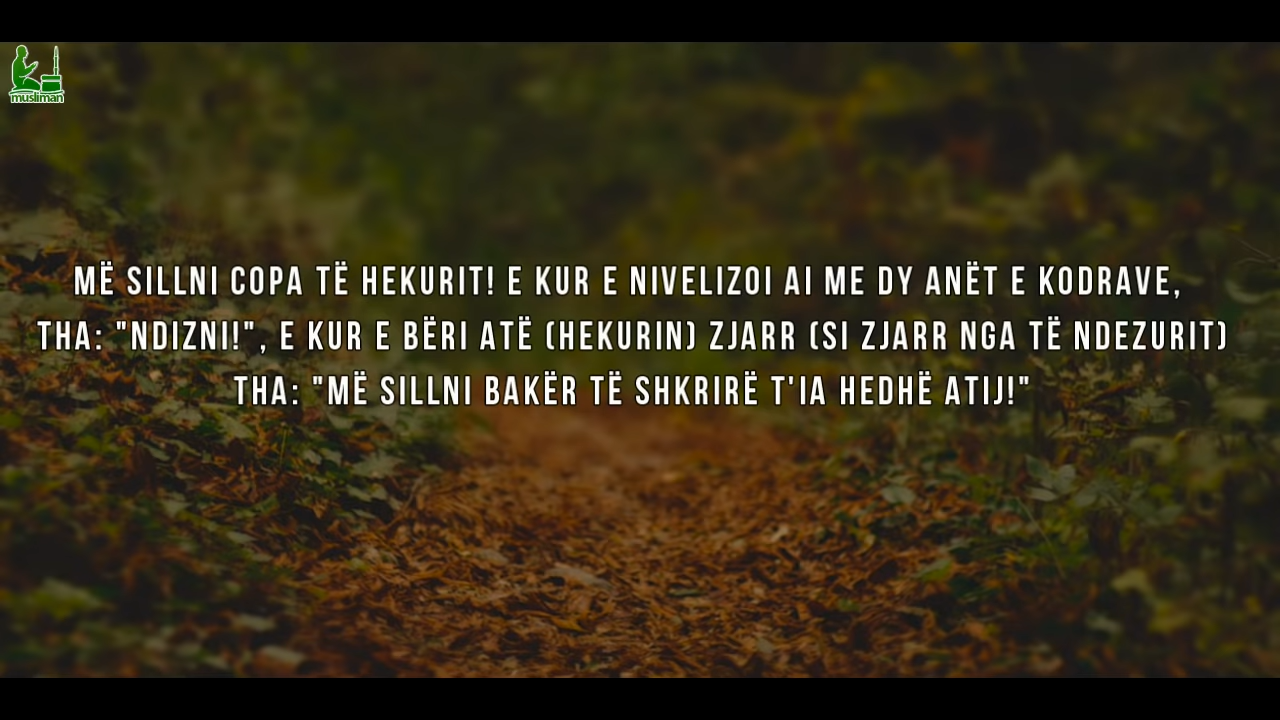 musliman
MË SILLNI COPA TË HEKURIT! E KUR E NIVELIZOI AI ME DY ANËT E KODRAVE,
THA: "NDIZNI!", E KUR E BËRI ATË (HEKURIN) ZJARR (SI ZJARR NGA TË NDEZURIT)
THA: "MË SILLNI BAKËR TË SHKRIRË T'IA HEDHË ATIJ!"